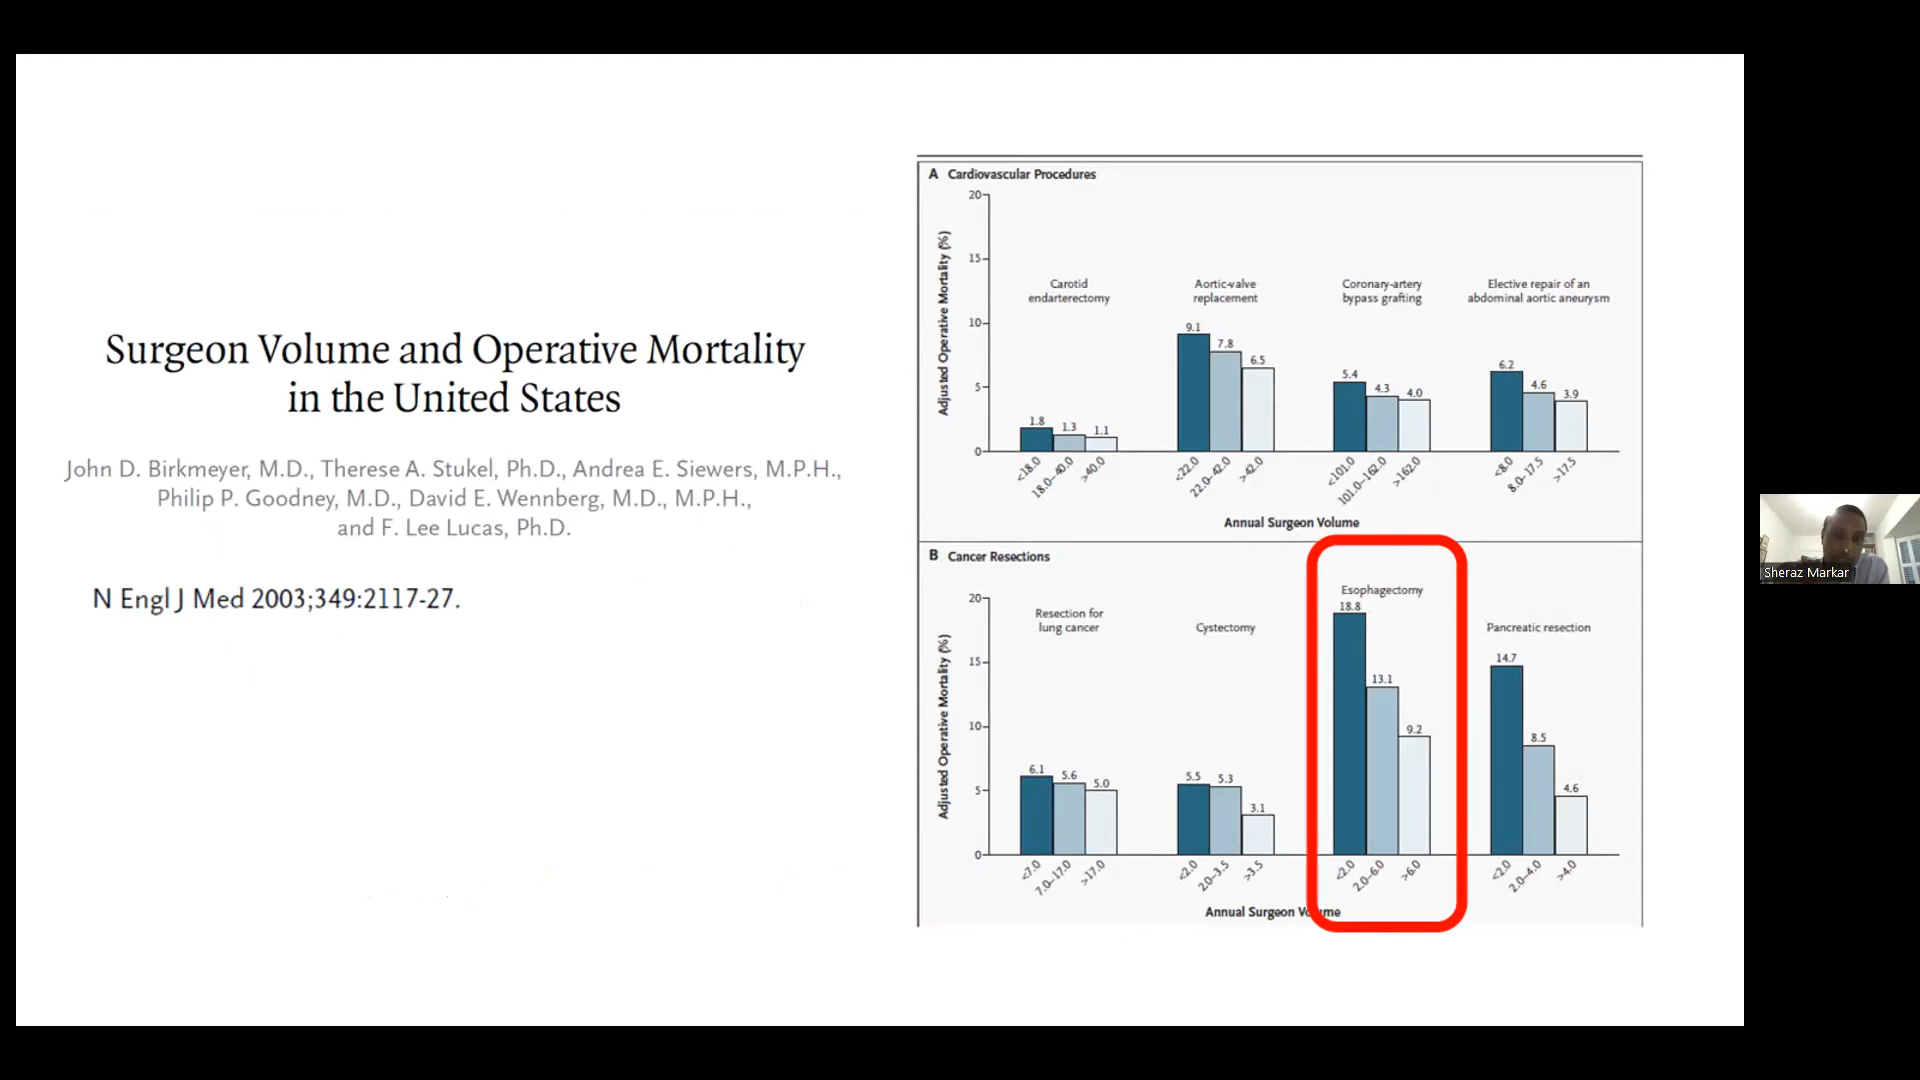 Surgeon Volume and Operative Mortality
in the United States
John D. Birkmeyer, M.D., Therese A. Stukel, Ph.D., Andrea E. Siewers, M.P.H.,
Philip P. Goodney, M.D., David E. Wennberg, M.D., M.P.H.,
and F. Lee Lucas, Ph.D.
N Engl J Med 2003;349:2117-27.
A Cardiovascular Procedures
Adjusted Operative Mortality (%)
20
15
10
5
0
Carotid
endarterectomy
1.8 1.3 1.1
<18.0 18.0–40.0 >40.0
Aortic-valve
replacement
9.1 7.8 6.5
<22.0 22.0–42.0 >42.0
Coronary-artery
bypass grafting
5.4 4.3 4.0
<101.0 101.0–162.0 >162.0
Elective repair of an
abdominal aortic aneurysm
6.2 4.6 3.9
<8.0 8.0–17.5 >17.5
Annual Surgeon Volume
B Cancer Resections
Adjusted Operative Mortality (%)
20
15
10
5
0
Resection for
lung cancer
6.1 5.6 5.0
<7.0 7.0–17.0 >17.0
Cystectomy
5.5 5.3 3.1
<2.0 2.0–3.5 >3.5
Esophagectomy
18.8 13.1 9.2
<2.0 2.0–6.0 >6.0
Pancreatic resection
14.7 8.5 4.6
<2.0 2.0–4.0 >4.0
Annual Surgeon Volume
Sheraz Markar